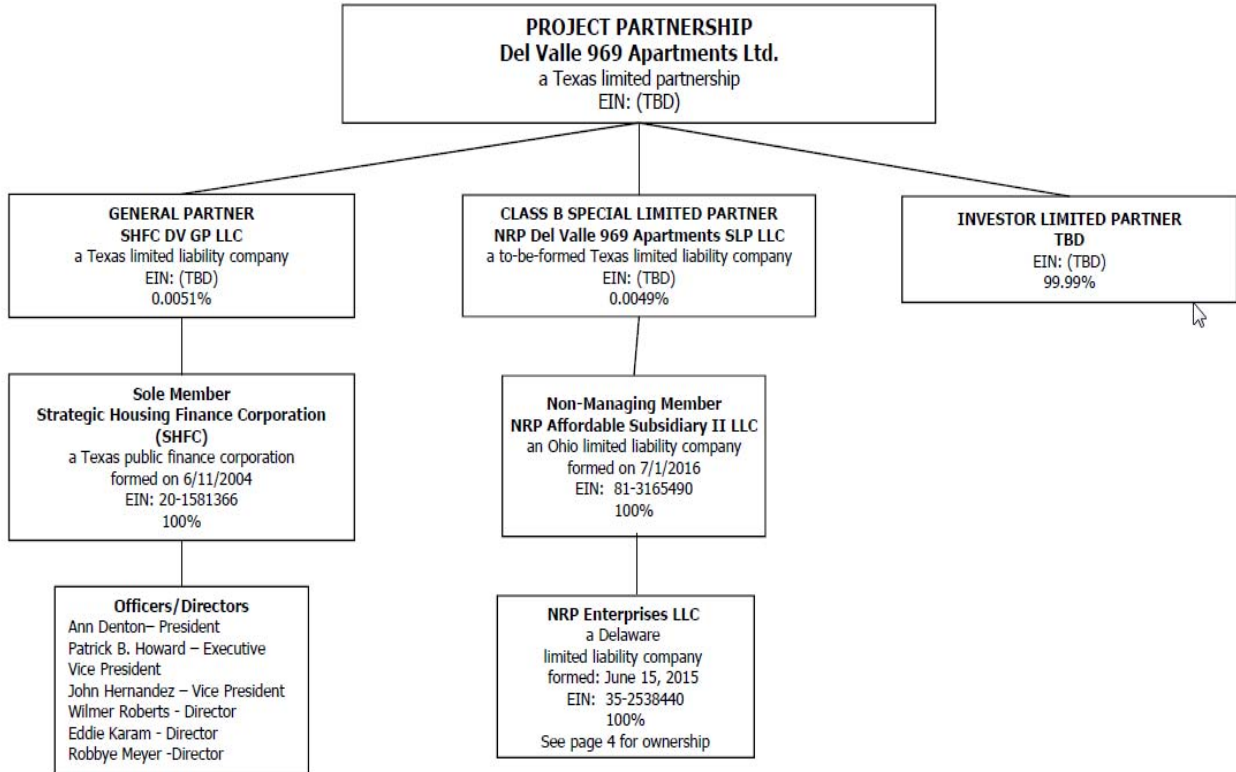 PROJECT PARTNERSHIP
Del Valle 969 Apartments Ltd.
a Texas limited partnership
EIN: (TBD)
GENERAL PARTNER
SHFC DV GP LLC
a Texas limited liability company
EIN: (TBD)
0.0051%
CLASS B SPECIAL LIMITED PARTNER
NRP Del Valle 969 Apartments SLP LLC
a to-be-formed Texas limited liability company
EIN: (TBD)
0.0049%
INVESTOR LIMITED PARTNER
TBD
EIN: (TBD)
99.99%
Sole Member
Strategic Housing Finance Corporation
(SHFC)
a Texas public finance corporation
formed on 6/11/2004
EIN: 20-1581366
100%
Non-Managing Member
NRP Affordable Subsidiary II LLC
an Ohio limited liability company
formed on 7/1/2016
EIN: 81-3165490
100%
Officers/Directors
Ann Denton– President
Patrick B. Howard – Executive
Vice President
John Hernandez – Vice President
Wilmer Roberts - Director
Eddie Karam - Director
Robbye Meyer -Director
NRP Enterprises LLC
a Delaware
limited liability company
formed: June 15, 2015
EIN: 35-2538440
100%
See page 4 for ownership